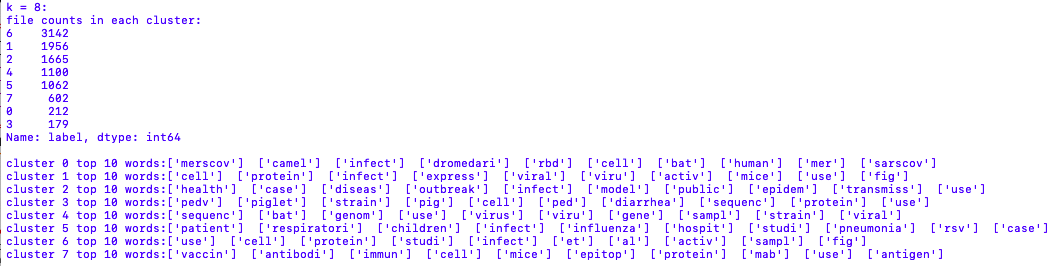 k = 8:
file counts in each cluster:
6    3142
1    1956
2    1665
4    1100
5    1062
7     602
0     212
3     179
Name: label, dtype: int64
cluster 0 top 10 words:['merscov']  ['camel']  ['infect']  ['dromedari']  ['rbd']  ['cell']  ['bat']  ['human']  ['mer']  ['sarscov']
cluster 1 top 10 words:['cell']  ['protein']  ['infect']  ['express']  ['viral']  ['viru']  ['activ']  ['mice']  ['use']  ['fig']
cluster 2 top 10 words:['health']  ['case']  ['diseas']  ['outbreak']  ['infect']  ['model']  ['public']  ['epidem']  ['transmiss']  ['use']
cluster 3 top 10 words:['pedv']  ['piglet']  ['strain']  ['pig']  ['cell']  ['ped']  ['diarrhea']  ['sequenc']  ['protein']  ['use']
cluster 4 top 10 words:['sequenc']  ['bat']  ['genom']  ['use']  ['virus']  ['viru']  ['gene']  ['sampl']  ['strain']  ['viral']
cluster 5 top 10 words:['patient']  ['respiratori']  ['children']  ['infect']  ['influenza']  ['hospit']  ['studi']  ['pneumonia']  ['rsv']  ['case']
cluster 6 top 10 words:['use']  ['cell']  ['protein']  ['studi']  ['infect']  ['et']  ['al']  ['activ']  ['sampl']  ['fig']
cluster 7 top 10 words:['vaccin']  ['antibodi']  ['immun']  ['cell']  ['mice']  ['epitop']  ['protein']  ['mab']  ['use']  ['antigen']